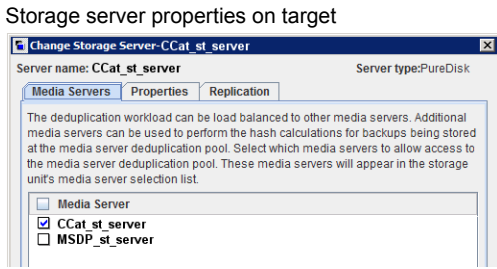 Storage server properties on target
Change Storage Server-CCat_st_server
Server name: CCat_st_server Server type:PureDisk
Media Servers Properties Replication
The deduplication workload can be load balanced to other media servers. Additional
media servers can be used to perform the hash calculations for backups being stored
at the media server deduplication pool. Select which media servers to allow access to
the media server deduplication pool. These media servers will appear in the storage
unit's media server selection list.
Media Server
CCat_st_server
MSDP_st_server